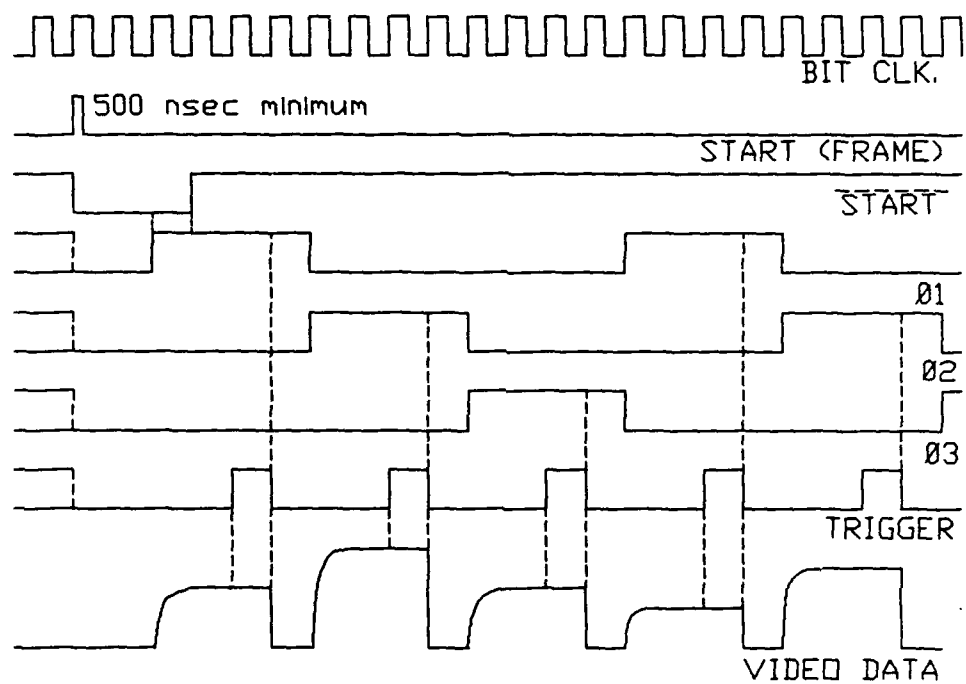 BIT CLK.
500 nsec minimum
START (FRAME)
START
Ø1
Ø2
Ø3
TRIGGER
VIDEO DATA